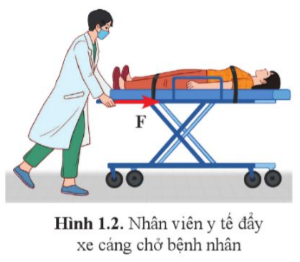 F
Hình 1.2. Nhân viên y tế đẩy
xe cáng chở bệnh nhân